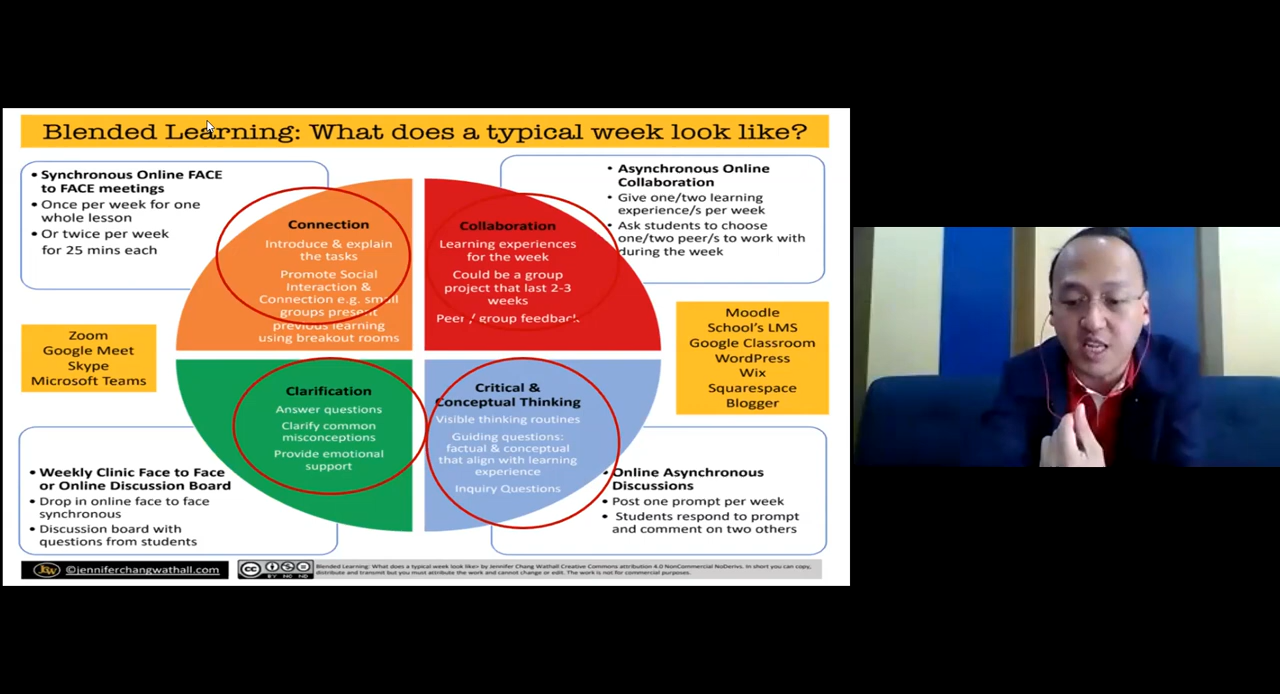 Blended Learning: What does a typical week look like?
• Synchronous Online FACE
to FACE meetings
• Once per week for one
whole lesson
• Or twice per week
for 25 mins each
Connection
Introduce & explain
the tasks
Promote Social
Interaction &
Connection e.g. small
groups present
previous learning
using breakout rooms
Collaboration
Learning experiences
for the week
Could be a group
project that last 2-3
weeks
Peer / group feedback
• Asynchronous Online
Collaboration
• Give one/two learning
experience/s per week
• Ask students to choose
one/two peer/s to work with
during the week
Zoom
Google Meet
Skype
Microsoft Teams
Moodle
School's LMS
Google Classroom
WordPress
Wix
Squarespace
Blogger
Clarification
Answer questions
Clarify common
misconceptions
Provide emotional
support
Critical &
Conceptual Thinking
Visible thinking routines
Guiding questions:
factual & conceptual
that align with learning
experience
Inquiry Questions
• Weekly Clinic Face to Face
or Online Discussion Board
• Drop in online face to face
synchronous
• Discussion board with
questions from students
• Online Asynchronous
Discussions
• Post one prompt per week
• Students respond to prompt
and comment on two others
©jenniferchangwathall.com
CC BY NC ND
Blended Learning: What does a typical week look like» by Jennifer Chang Wathall Creative Commons attribution 4.0 NonCommercial NoDerivs. In short you can copy,
distribute and transmit but you must attribute the work and cannot change or edit. The work is not for commercial purposes.